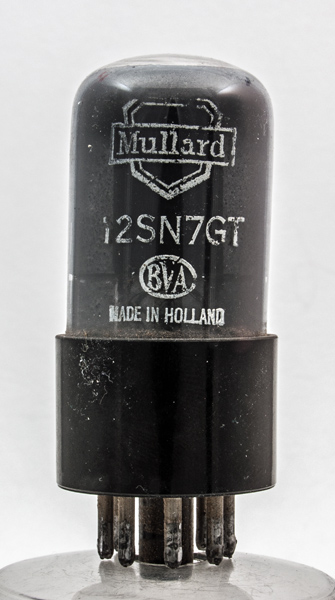 Mullard
12SN7GT
BVA
MADE IN HOLLAND